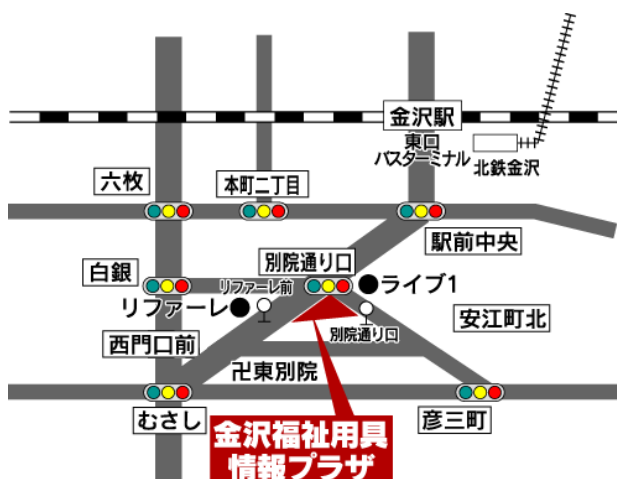 金沢駅
東口
バスターミナル
北鉄金沢
六枚
本町二丁目
駅前中央
白銀
別院通り口
リファーレ前
●ライブ1
リファーレ●
別院通り口
安江町北
西門口前
卍東別院
むさし
彦三町
金沢福祉用具
情報プラザ